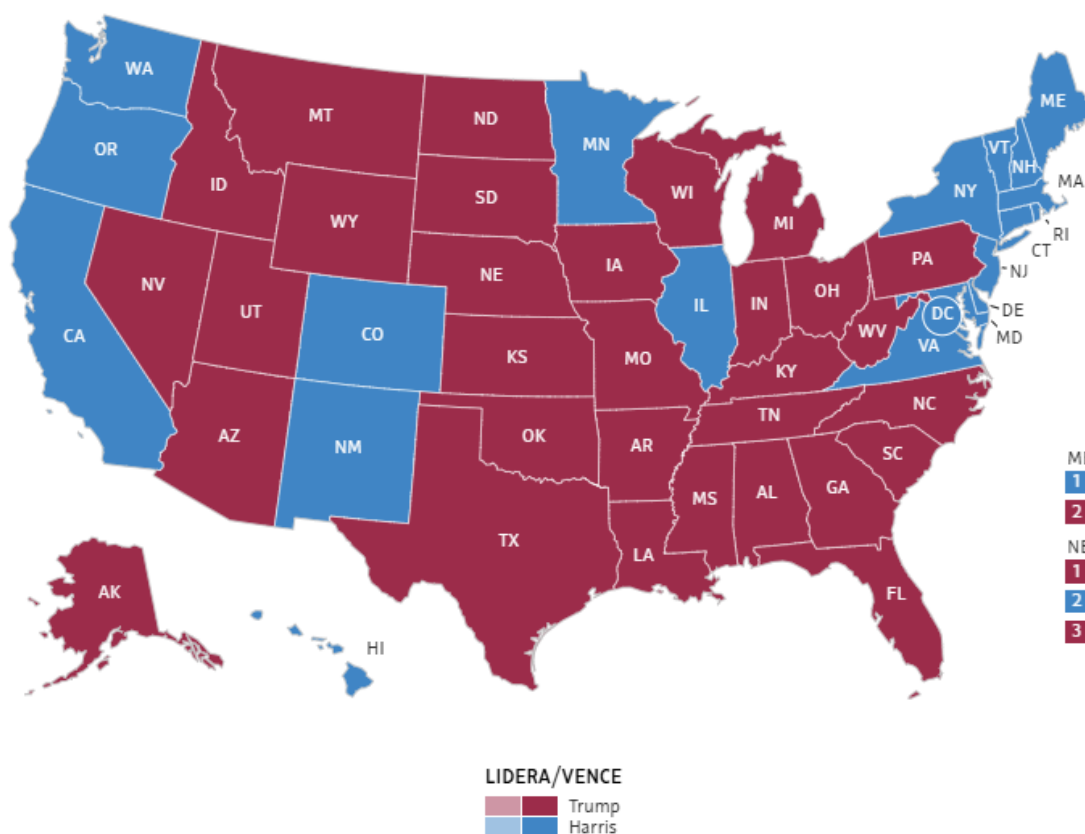 WA
MT
ND
MN
ME
OR
VT
NH
ID
SD
WI
NY
MA
WY
MI
RI
CT
IA
PA
NE
NJ
NV
OH
UT
IL
IN
DE
CO
DC
WV
MD
CA
VA
KS
MO
KY
NC
TN
AZ
OK
NM
AR
SC
GA
MS
AL
TX
LA
1
2
NE
1
AK
FL
2
3
HI
LIDERA/VENCE
Trump
Harris